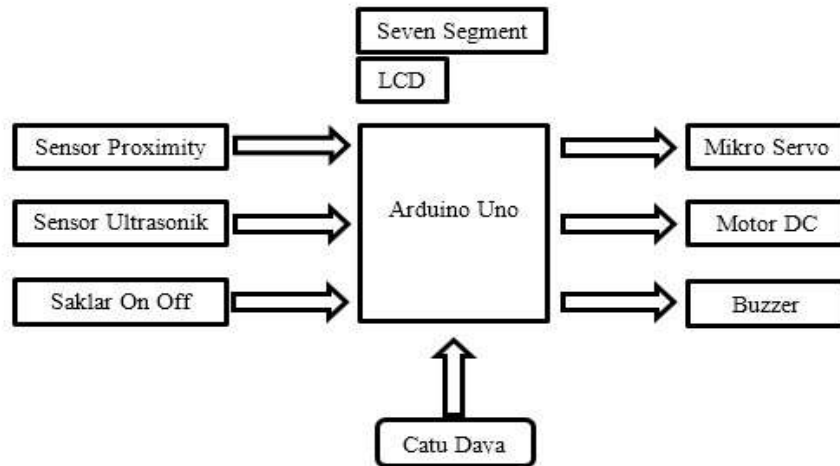 Seven Segment
LCD
Sensor Proximity
Mikro Servo
Sensor Ultrasonik
Arduino Uno
Motor DC
Saklar On Off
Buzzer
Catu Daya